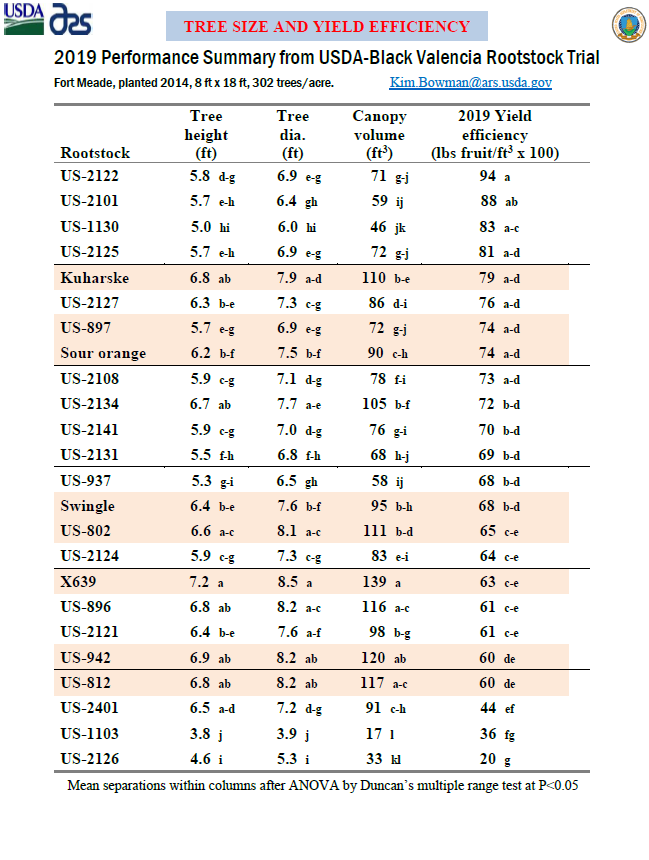 USDA ars
TREE SIZE AND YIELD EFFICIENCY
2019 Performance Summary from USDA-Black Valencia Rootstock Trial
Fort Meade, planted 2014, 8 ft x 18 ft, 302 trees/acre. Kim.Bowman@ars.usda.gov
Tree Tree Canopy 2019 Yield
height dia. volume efficiency
Rootstock (ft) (ft) (ft³) (lbs fruit/ft³ x 100)
US-2122 5.8 d-g 6.9 e-g 71 g-j 94 a
US-2101 5.7 e-h 6.4 gh 59 ij 88 ab
US-1130 5.0 hi 6.0 hi 46 jk 83 a-c
US-2125 5.7 e-h 6.9 e-g 72 g-j 81 a-d
Kuharske 6.8 ab 7.9 a-d 110 b-e 79 a-d
US-2127 6.3 b-e 7.3 c-g 86 d-i 76 a-d
US-897 5.7 e-g 6.9 e-g 72 g-j 74 a-d
Sour orange 6.2 b-f 7.5 b-f 90 c-h 74 a-d
US-2108 5.9 c-g 7.1 d-g 78 f-i 73 a-d
US-2134 6.7 ab 7.7 a-e 105 b-f 72 b-d
US-2141 5.9 c-g 7.0 d-g 76 g-i 70 b-d
US-2131 5.5 f-h 6.8 f-h 68 h-j 69 b-d
US-937 5.3 g-i 6.5 gh 58 ij 68 b-d
Swingle 6.4 b-e 7.6 b-f 95 b-h 68 b-d
US-802 6.6 a-c 8.1 a-c 111 b-d 65 c-e
US-2124 5.9 c-g 7.3 c-g 83 e-i 64 c-e
X639 7.2 a 8.5 a 139 a 63 c-e
US-896 6.8 ab 8.2 a-c 116 a-c 61 c-e
US-2121 6.4 b-e 7.6 a-f 98 b-g 61 c-e
US-942 6.9 ab 8.2 ab 120 ab 60 de
US-812 6.8 ab 8.2 ab 117 a-c 60 de
US-2401 6.5 a-d 7.2 d-g 91 c-h 44 ef
US-1103 3.8 j 3.9 j 17 l 36 fg
US-2126 4.6 i 5.3 i 33 kl 20 g
Mean separations within columns after ANOVA by Duncan's multiple range test at P<0.05